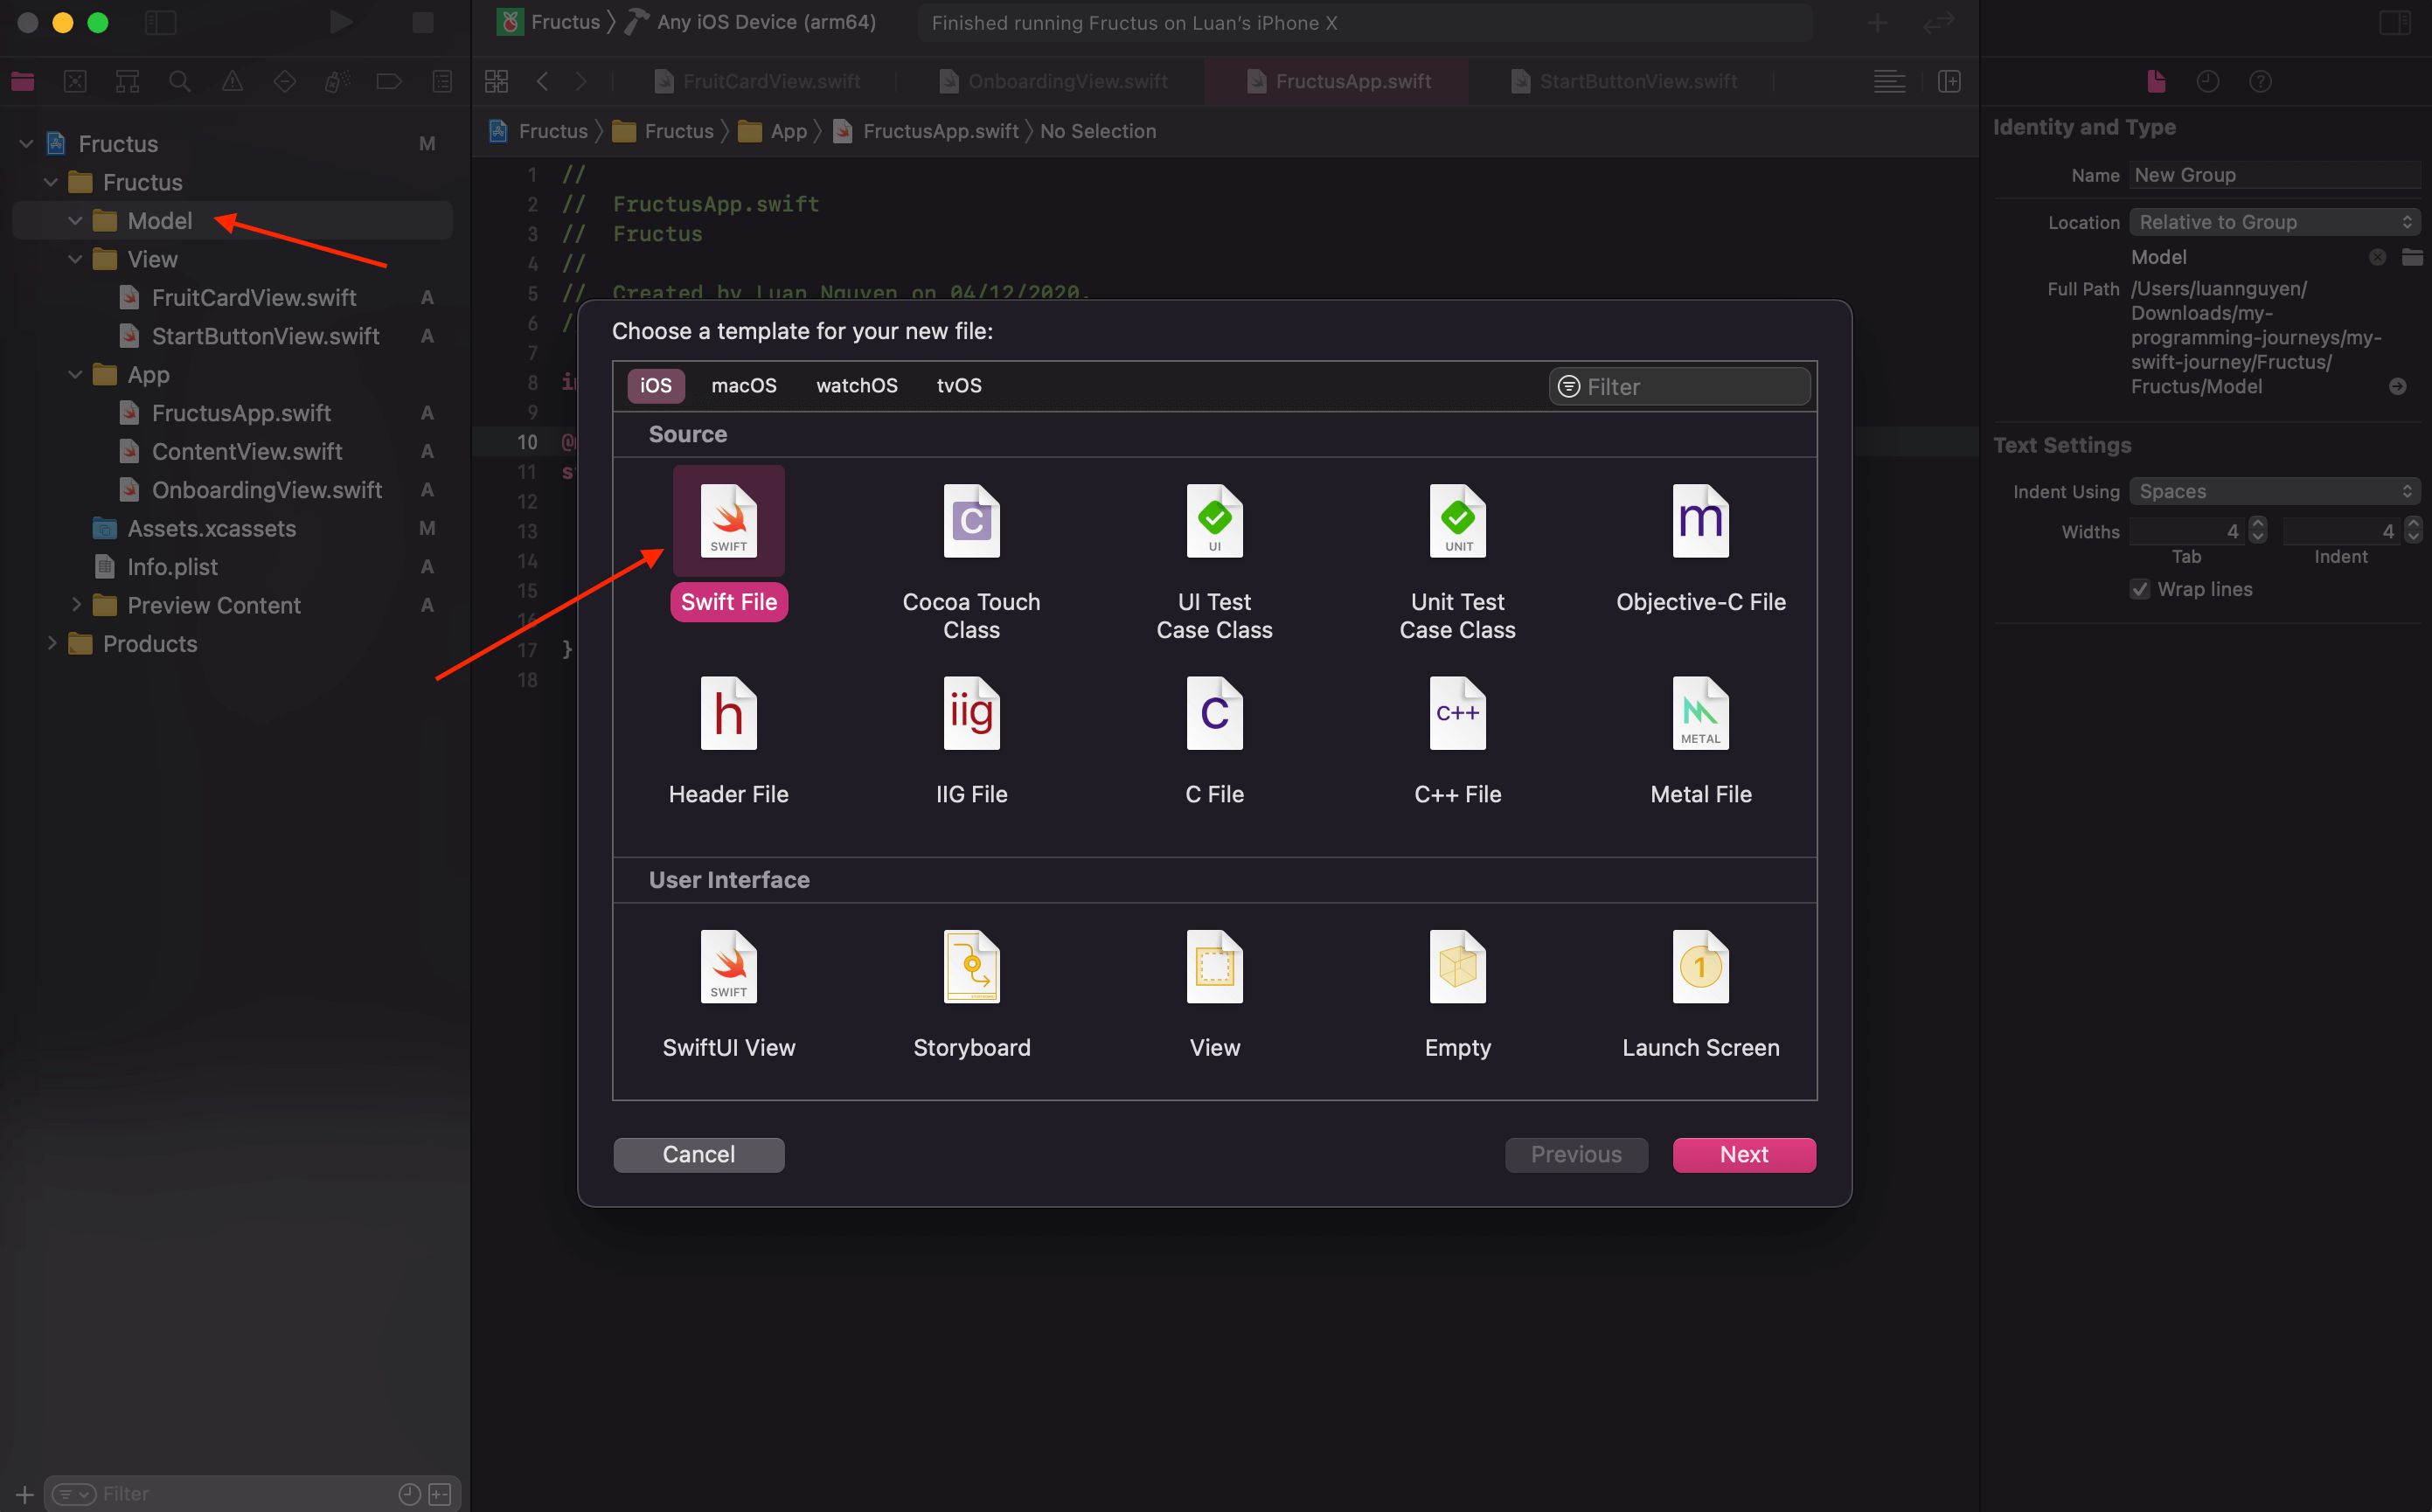 Fructus
Any iOS Device (arm64)
Finished running Fructus on Luan's iPhone X
FruitCardView.swift
OnboardingView.swift
FructusApp.swift
StartButtonView.swift
Fructus
Fructus
App
FructusApp.swift
No Selection
Fructus M
Fructus
Model
View
FruitCardView.swift A
StartButtonView.swift A
App
FructusApp.swift A
ContentView.swift A
OnboardingView.swift A
Assets.xcassets M
Info.plist A
Preview Content A
Products
Filter
1 //
2 // FructusApp.swift
3 // Fructus
4 //
5 // Created by Luan Nguyen on 04/12/2020.
6 /
7
8
9
10 @
11 s
12
13
14
15
16
17 }
18
Choose a template for your new file:
iOS macOS watchOS tvOS
Filter
Source
SWIFT
Swift File
C
Cocoa Touch
Class
UI
UI Test
Case Class
UNIT
Unit Test
Case Class
m
Objective-C File
h
Header File
iig
IIG File
C
C File
C++
C++ File
METAL
Metal File
User Interface
SWIFT
SwiftUI View
Storyboard
View
Empty
1
Launch Screen
Cancel
Previous
Next
Identity and Type
Name New Group
Location Relative to Group
Model
Full Path /Users/luannguyen/
Downloads/my-
programming-journeys/my-
swift-journey/Fructus/
Fructus/Model
Text Settings
Indent Using Spaces
Widths 4 4
Tab Indent
Wrap lines